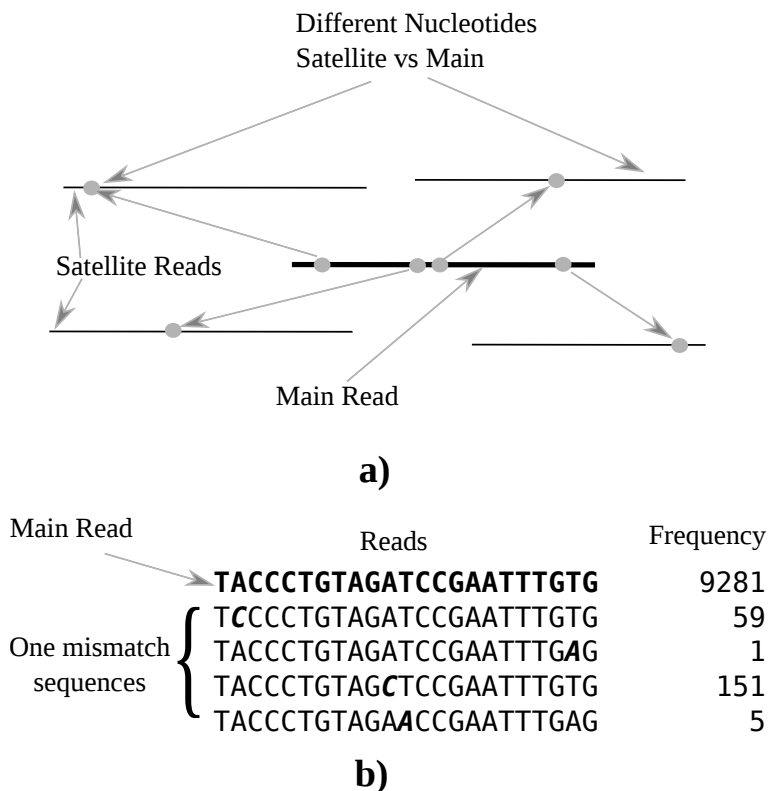 Different Nucleotides
Satellite vs Main
Satellite Reads
Main Read
a)
Main Read
Reads
Frequency
TACCCTGTAGATCCGAATTTGTG 9281
TCCCCTGTAGATCCGAATTTGTG 59
TACCCTGTAGATCCGAATTTGAG 1
TACCCTGTAGCTCCGAATTTGTG 151
TACCCTGTAGAACCGAATTTGAG 5
One mismatch
sequences
b)